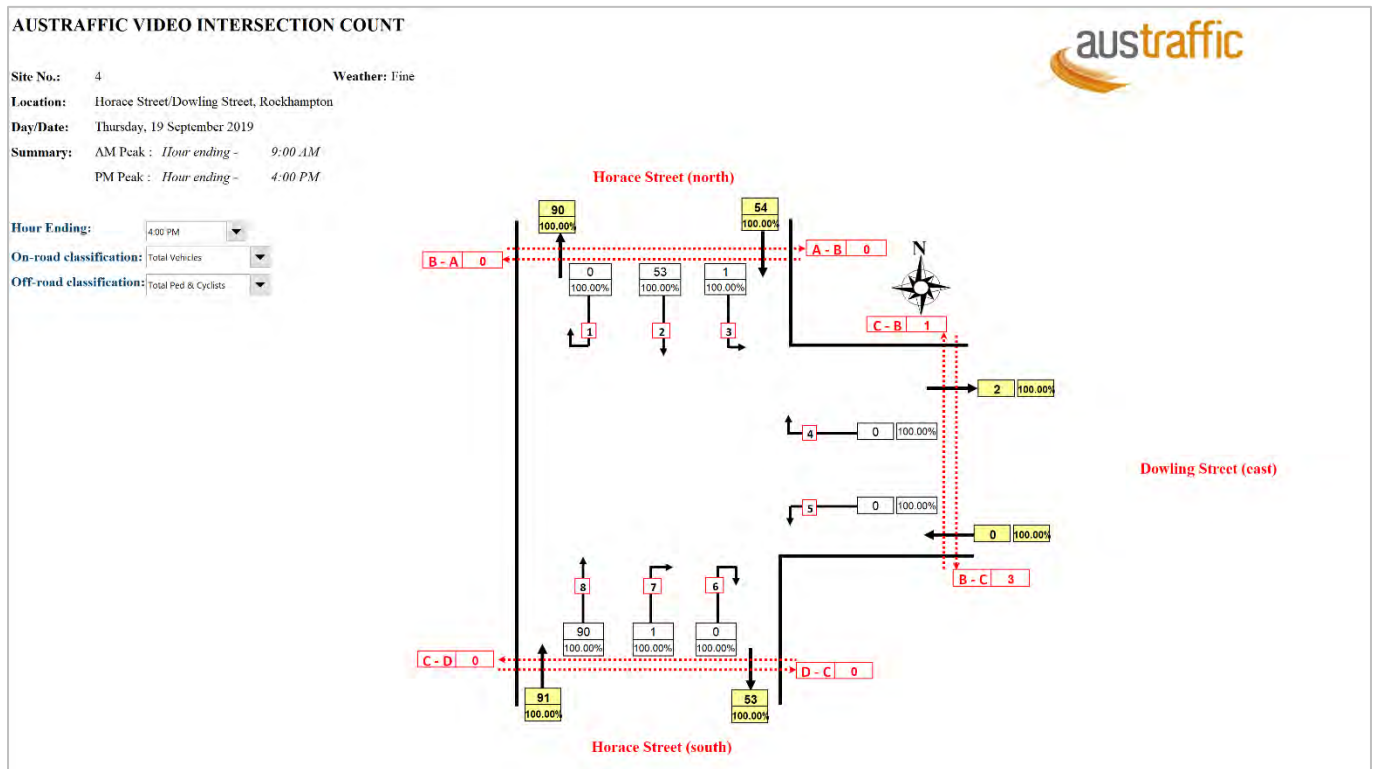 AUSTRAFFIC VIDEO INTERSECTION COUNT
austraffic
Site No.: 4 Weather: Fine
Location: Horace Street/Dowling Street, Rockhampton
Day/Date: Thursday, 19 September 2019
Summary: AM Peak : Hour ending - 9:00 AM
PM Peak : Hour ending - 4:00 PM
Hour Ending: 4:00 PM
On-road classification: Total Vehicles
Off-road classification: Total Ped & Cyclists
Horace Street (north)
90 54
100.00% 100.00%
B - A 0 A - B 0
N
0 53 1
100.00% 100.00% 100.00%
1 2 3
C - B 1
2 100.00%
4 0 100.00%
Dowling Street (east)
5 0 100.00%
0 100.00%
B - C 3
8 7 6
90 1 0
100.00% 100.00% 100.00%
C - D 0 D - C 0
91 53
100.00% 100.00%
Horace Street (south)